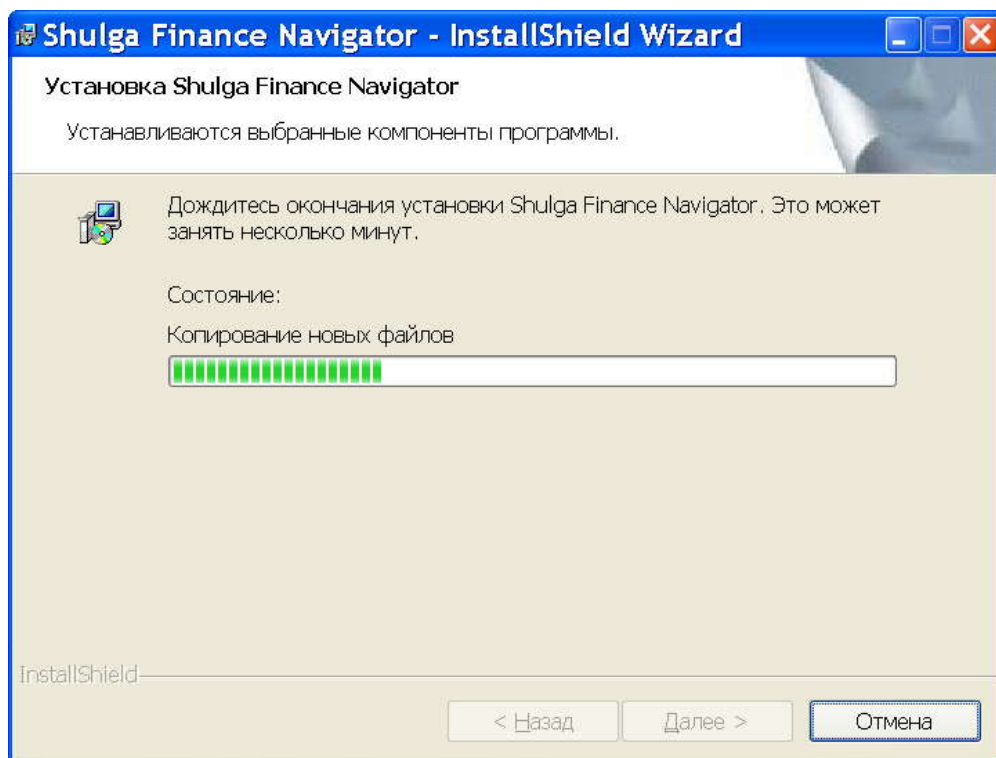 Shulga Finance Navigator - InstallShield Wizard
Установка Shulga Finance Navigator
Устанавливаются выбранные компоненты программы.
Дождитесь окончания установки Shulga Finance Navigator. Это может
занять несколько минут.
Состояние:
Копирование новых файлов
InstallShield
< Назад
Далее >
Отмена